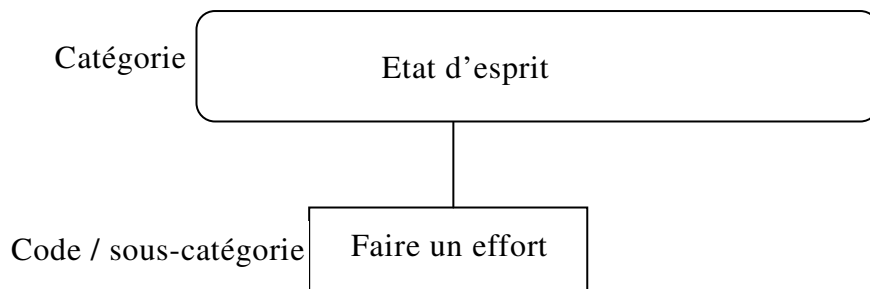 Catégorie
Etat d’esprit
Code / sous-catégorie
Faire un effort